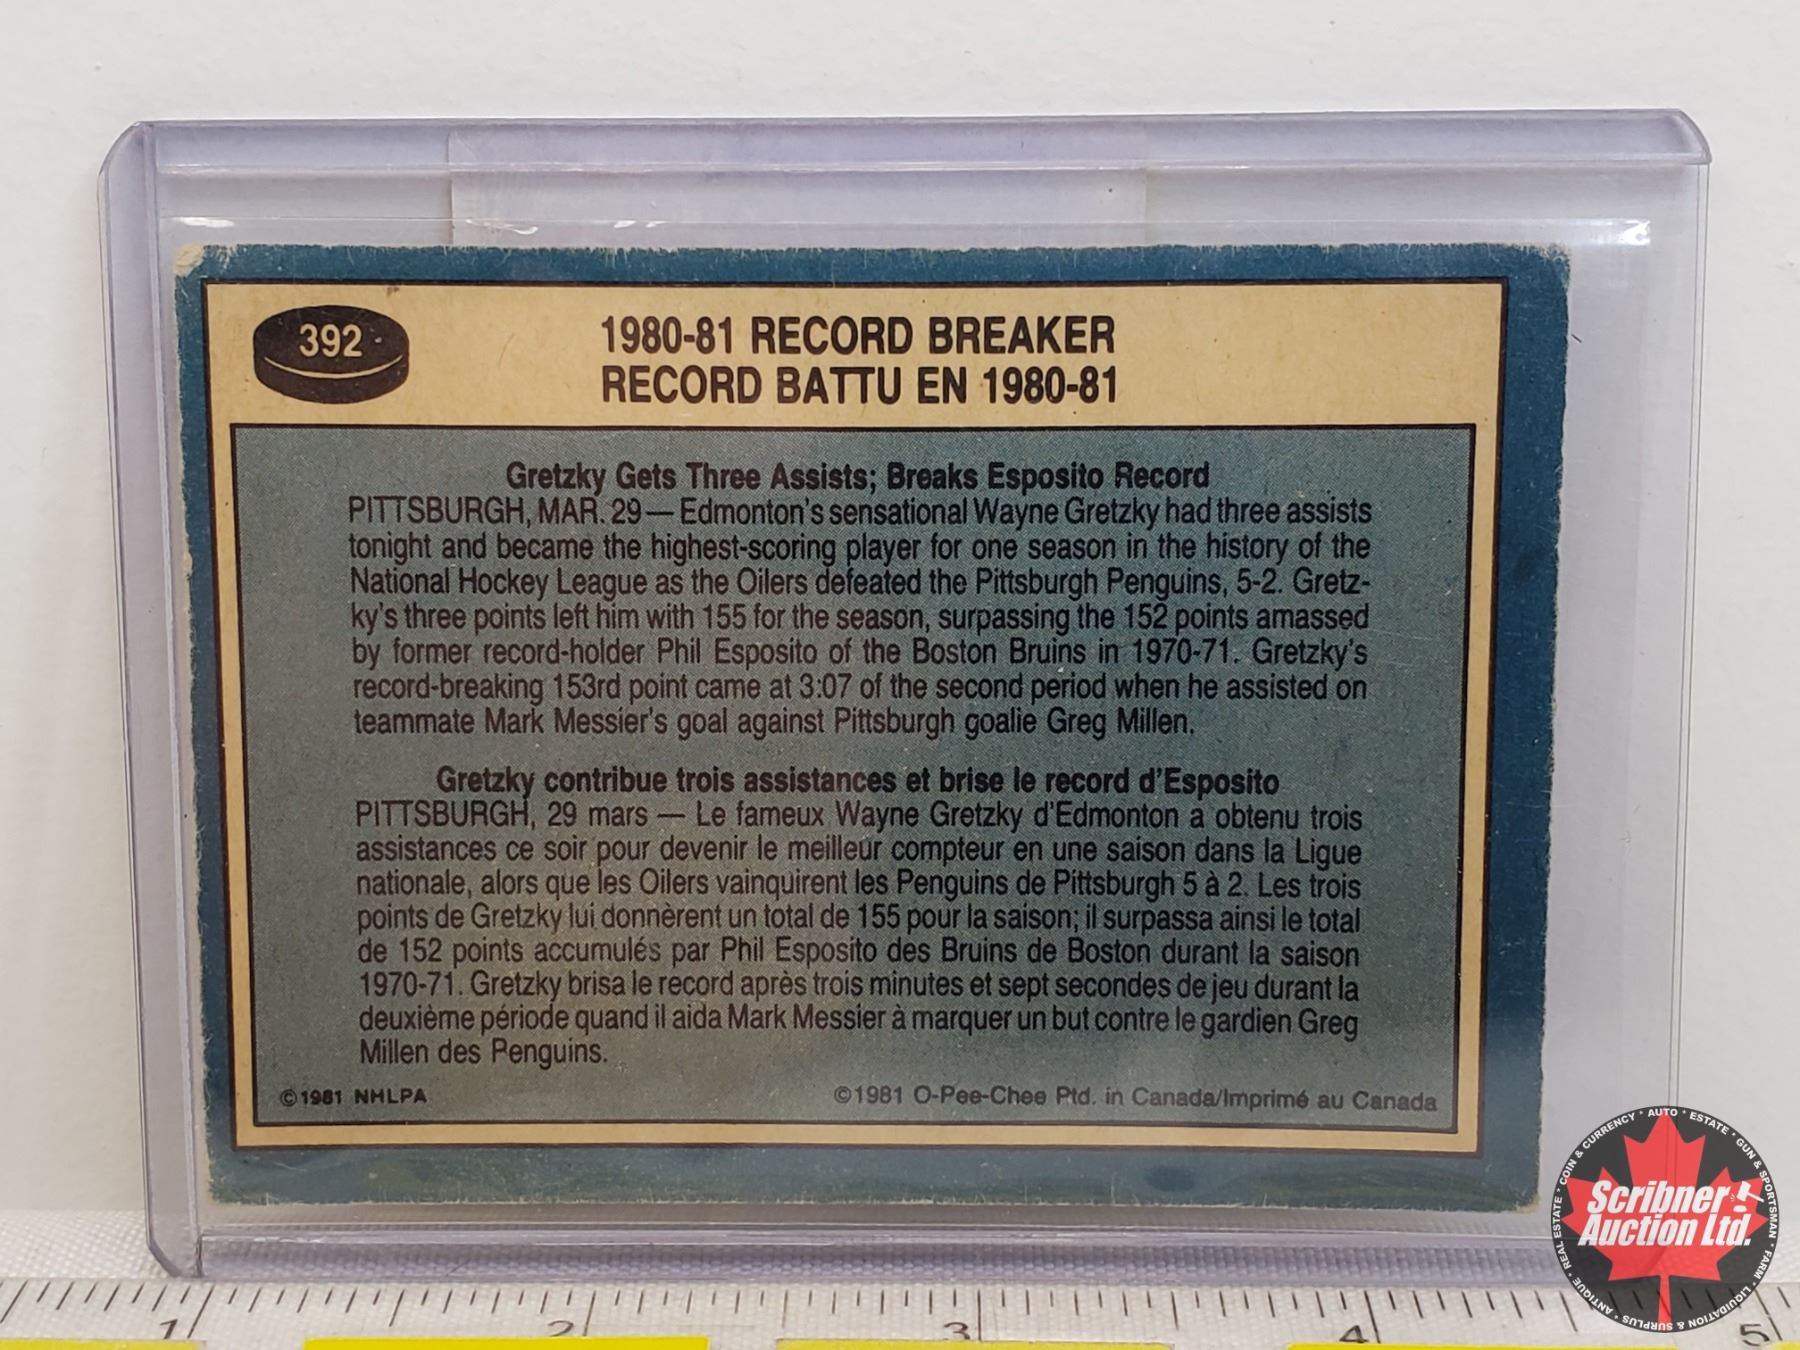 392
1980-81 RECORD BREAKER
RECORD BATTU EN 1980-81
Gretzky Gets Three Assists; Breaks Esposito Record
PITTSBURGH, MAR. 29 — Edmonton's sensational Wayne Gretzky had three assists
tonight and became the highest-scoring player for one season in the history of the
National Hockey League as the Oilers defeated the Pittsburgh Penguins, 5-2. Gretz-
ky's three points left him with 155 for the season, surpassing the 152 points amassed
by former record-holder Phil Esposito of the Boston Bruins in 1970-71. Gretzky's
record-breaking 153rd point came at 3:07 of the second period when he assisted on
teammate Mark Messier's goal against Pittsburgh goalie Greg Millen.
Gretzky contribue trois assistances et brise le record d'Esposito
PITTSBURGH, 29 mars — Le fameux Wayne Gretzky d'Edmonton a obtenu trois
assistances ce soir pour devenir le meilleur compteur en une saison dans la Ligue
nationale, alors que les Oilers vainquirent les Penguins de Pittsburgh 5 à 2. Les trois
points de Gretzky lui donnèrent un total de 155 pour la saison; il surpassa ainsi le total
de 152 points accumulés par Phil Esposito des Bruins de Boston durant la saison
1970-71. Gretzky brisa le record après trois minutes et sept secondes de jeu durant la
deuxième période quand il aida Mark Messier à marquer un but contre le gardien Greg
Millen des Penguins.
©1981 NHLPA
©1981 O-Pee-Chee Ptd. in Canada/Imprimé au Canada
ANTIQUE * REAL ESTATE * COIN & CURRENCY * AUTO * ESTATE * GUN & SPORTSMAN * FARM * LIQUIDATION & SURPLUS *
Scribner
Auction Ltd.
1 2 3 4 5